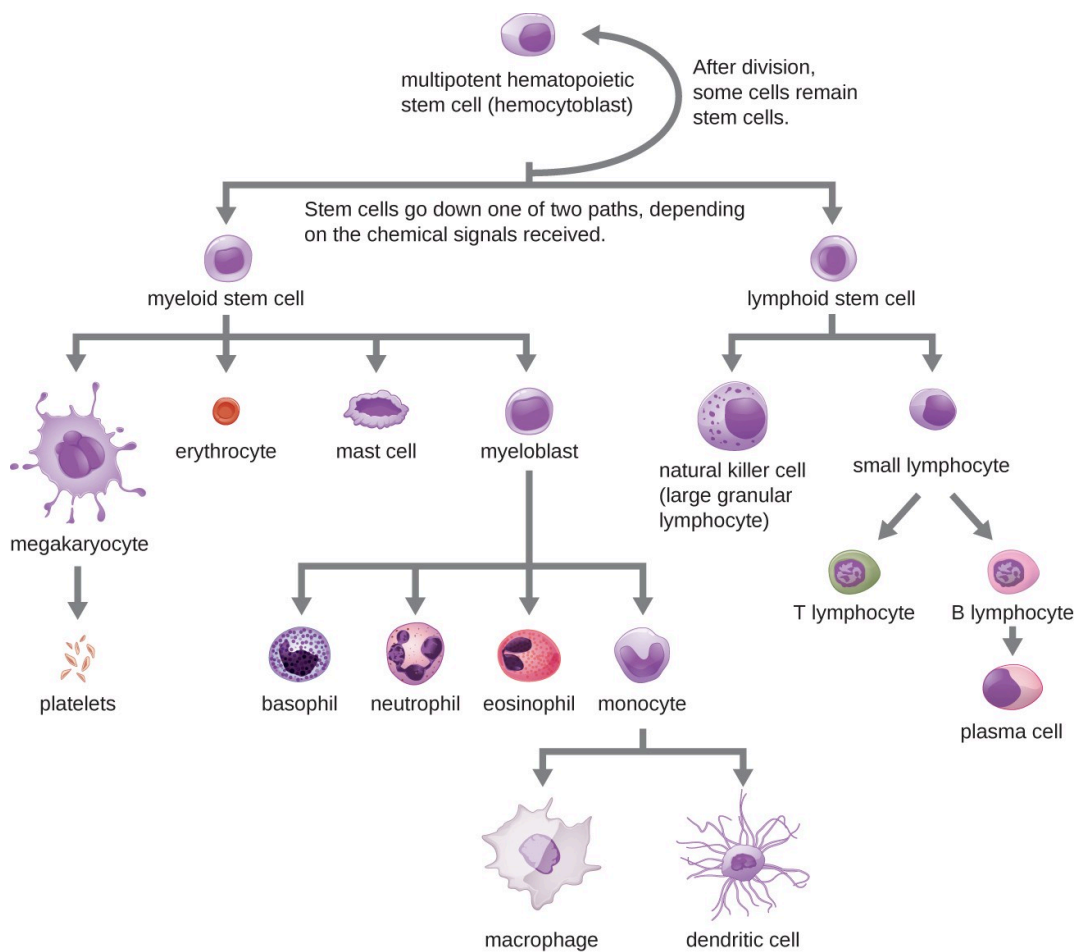 multipotent hematopoietic
stem cell (hemocytoblast)
After division,
some cells remain
stem cells.
Stem cells go down one of two paths, depending
on the chemical signals received.
myeloid stem cell
lymphoid stem cell
megakaryocyte
erythrocyte
mast cell
myeloblast
natural killer cell
(large granular
lymphocyte)
small lymphocyte
T lymphocyte
B lymphocyte
platelets
basophil
neutrophil
eosinophil
monocyte
plasma cell
macrophage
dendritic cell